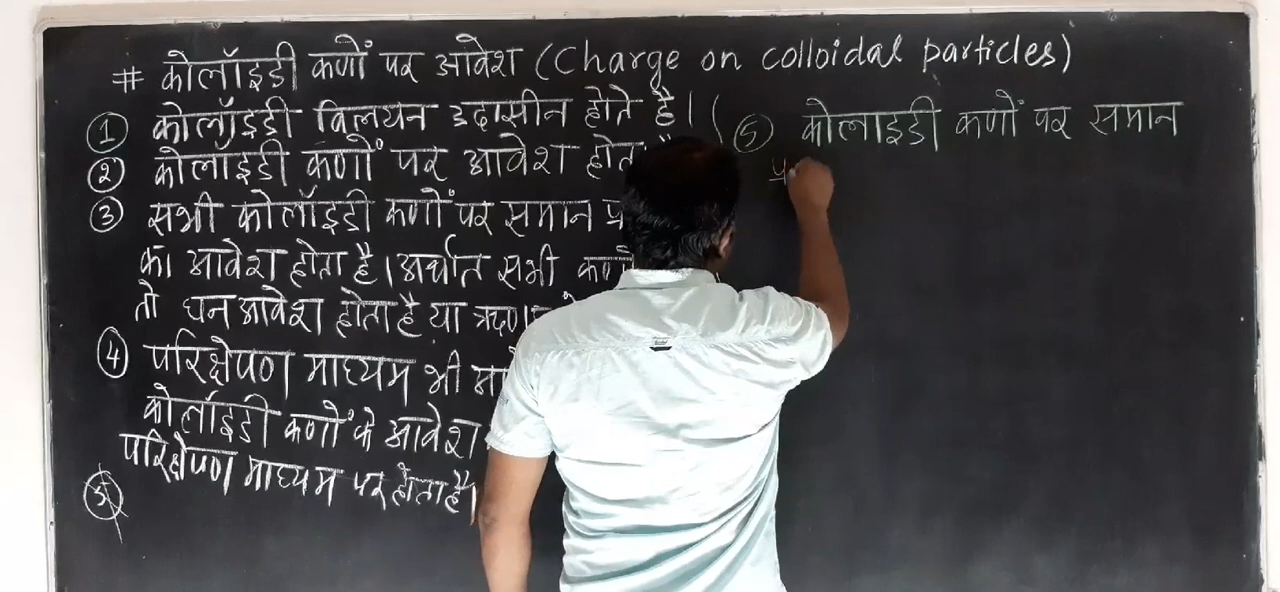 # कोलॉइडी कणों पर आवेश (Charge on colloidal particles)
① कोलॉइडी विलयन उदासीन होते है। (
② कोलॉइडी कणों पर आवेश होत
③ सभी कोलॉइडी कणों पर समान प्र
का आवेश होता है। अर्थात सभी कणों
तो धन आवेश होता है या ऋण
④ परिक्षेपण माध्यम भी
कोलॉइडी कणों के आवेश
परिक्षेपण माध्यम पर होता है।
⑤ कोलाइडी कणों पर समान